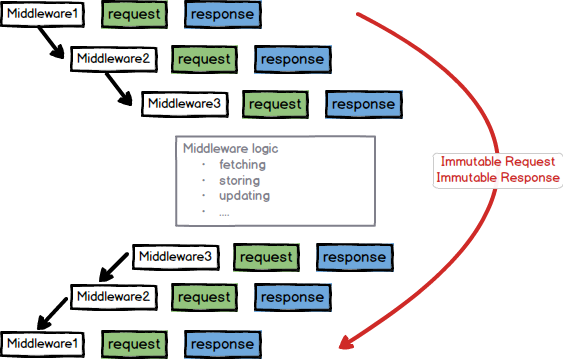 Middleware1 request response
Middleware2 request response
Middleware3 request response
Middleware logic
· fetching
· storing
· updating
· ....
Immutable Request
Immutable Response
Middleware3 request response
Middleware2 request response
Middleware1 request response